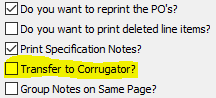 Do you want to reprint the PO's?
Do you want to print deleted line items?
Print Specification Notes?
Transfer to Corrugator?
Group Notes on Same Page?